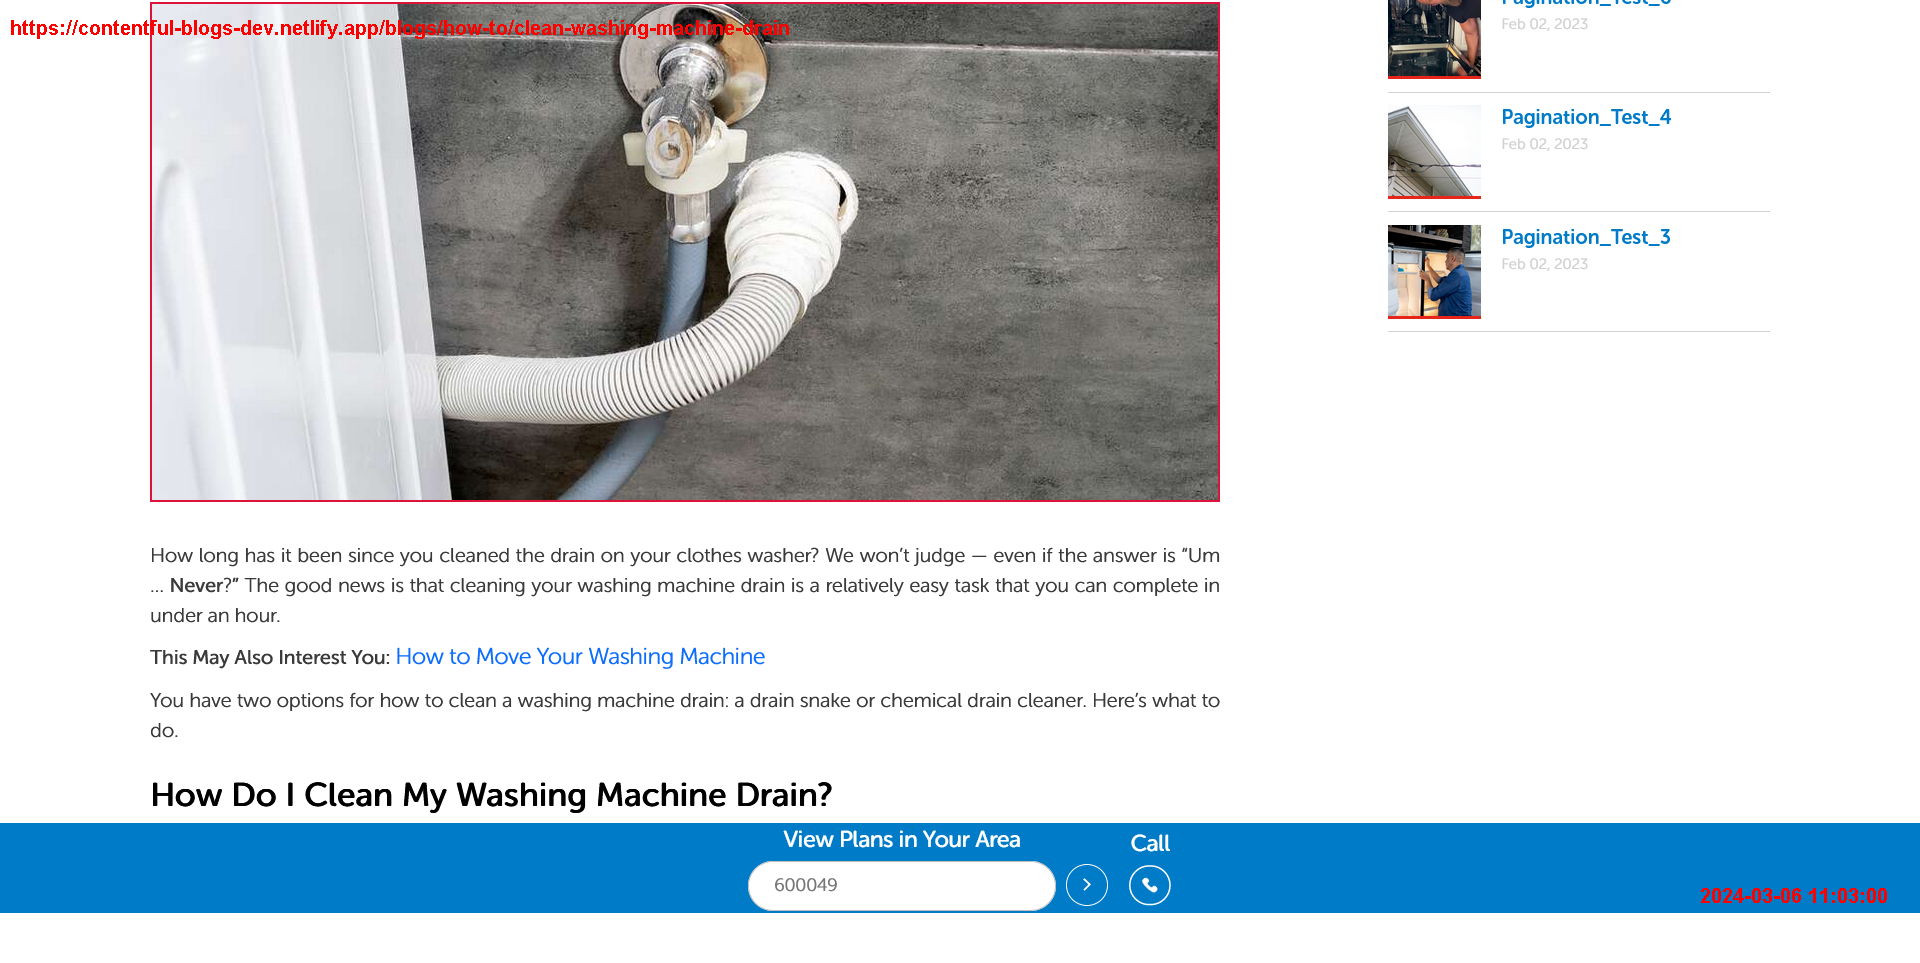 https://contentful-blogs-dev.netlify.app/blogs/how-to/clean-washing-machine-drain
Feb 02, 2023
Pagination_Test_4
Feb 02, 2023
Pagination_Test_3
Feb 02, 2023
How long has it been since you cleaned the drain on your clothes washer? We won’t judge — even if the answer is “Um
... Never?” The good news is that cleaning your washing machine drain is a relatively easy task that you can complete in
under an hour.
This May Also Interest You: How to Move Your Washing Machine
You have two options for how to clean a washing machine drain: a drain snake or chemical drain cleaner. Here’s what to
do.
How Do I Clean My Washing Machine Drain?
View Plans in Your Area
Call
600049
2024-03-06 11:03:00